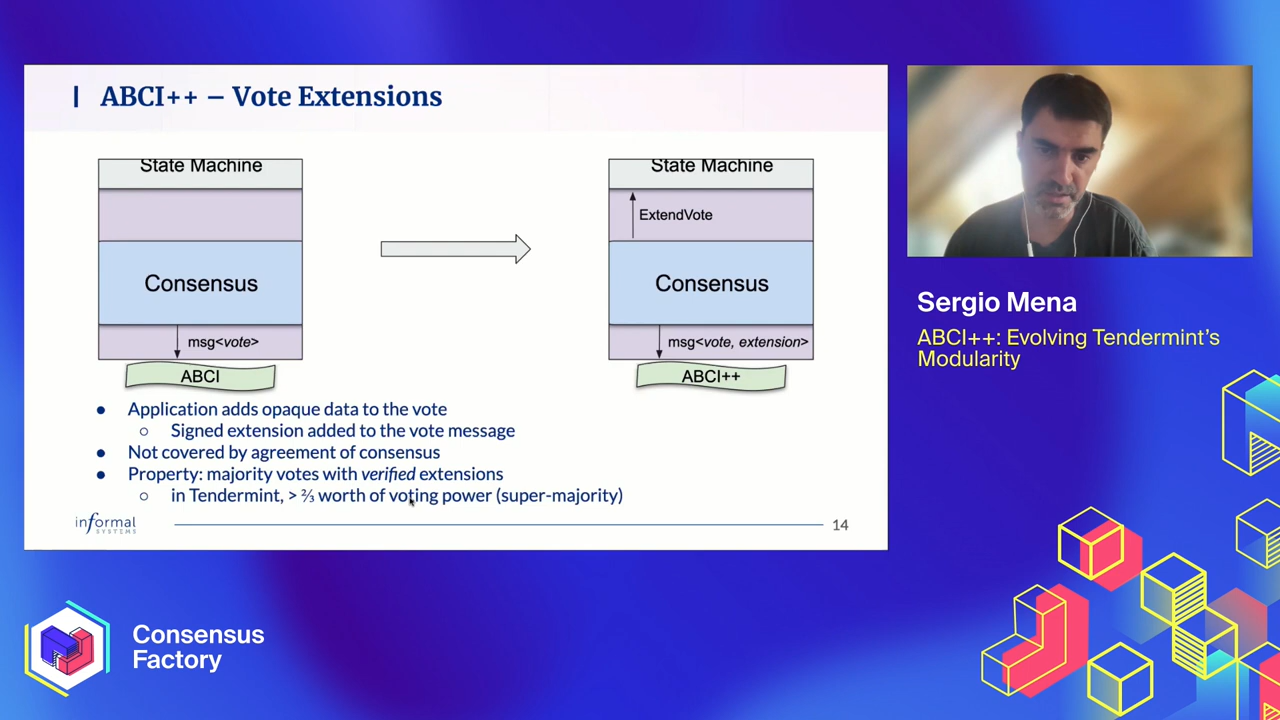 ABCI++ – Vote Extensions
State Machine
Consensus
msg<vote>
ABCI
State Machine
ExtendVote
Consensus
msg<vote, extension>
ABCI++
● Application adds opaque data to the vote
○ Signed extension added to the vote message
● Not covered by agreement of consensus
● Property: majority votes with verified extensions
○ in Tendermint, > ⅔ worth of voting power (super-majority)
informal
SYSTEMS
14
Sergio Mena
ABCI++: Evolving Tendermint’s
Modularity
Consensus
Factory